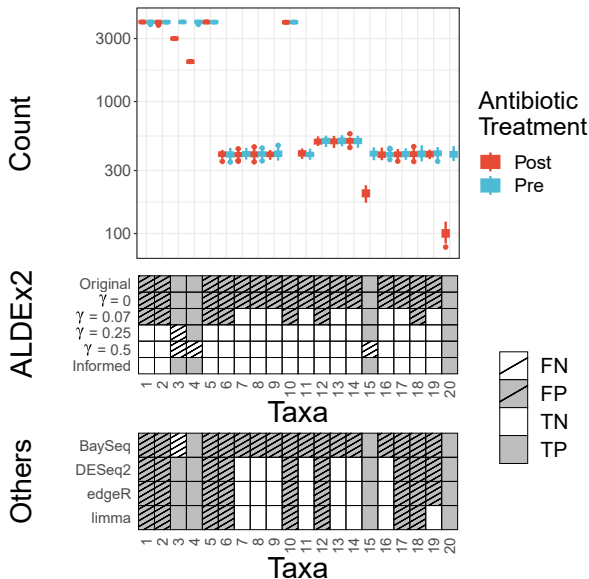 3000
1000
300
100
Count
Antibiotic
Treatment
Post
Pre
ALDEx2
Original
γ = 0
γ = 0.07
γ = 0.25
γ = 0.5
Informed
1 2 3 4 5 6 7 8 9 10 11 12 13 14 15 16 17 18 19 20
Taxa
FN
FP
TN
TP
Others
BaySeq
DESeq2
edgeR
limma
1 2 3 4 5 6 7 8 9 10 11 12 13 14 15 16 17 18 19 20
Taxa